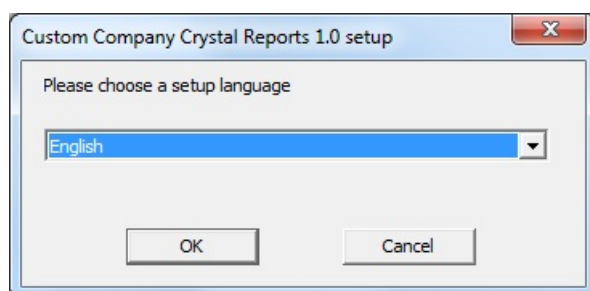 Custom Company Crystal Reports 1.0 setup
Please choose a setup language
English
OK Cancel